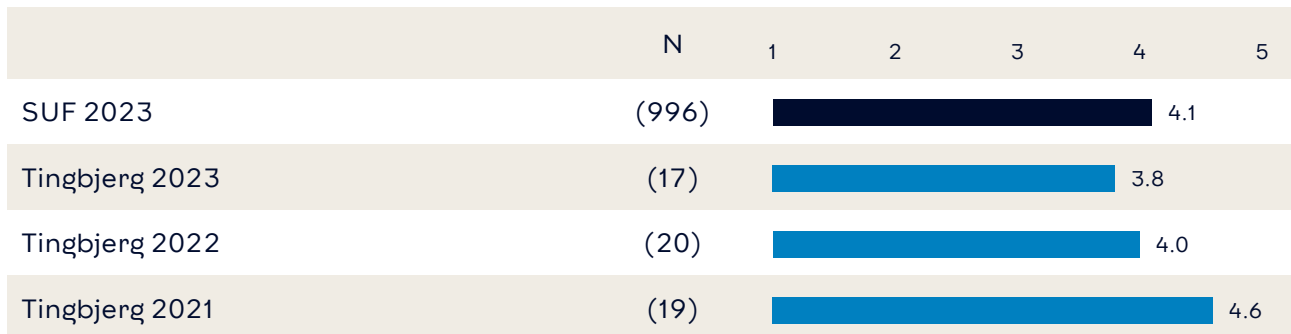 N 1 2 3 4 5
SUF 2023 (996) 4.1
Tingbjerg 2023 (17) 3.8
Tingbjerg 2022 (20) 4.0
Tingbjerg 2021 (19) 4.6